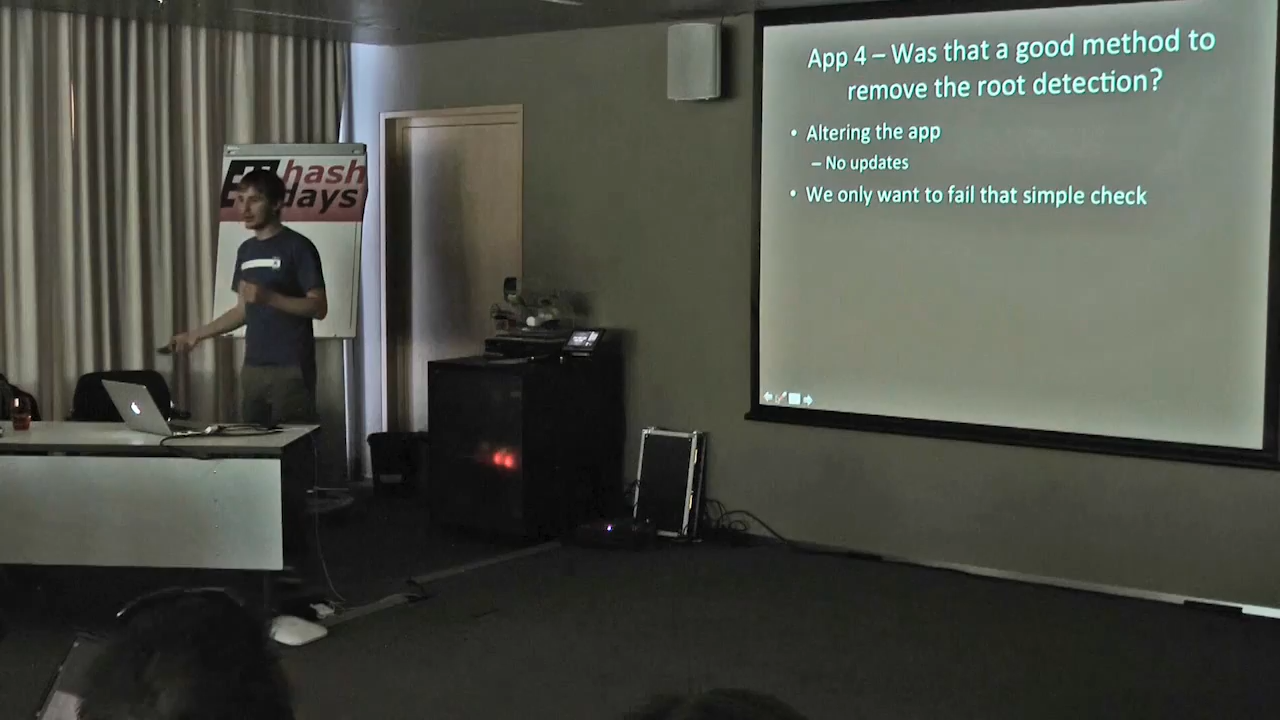 hash
days
App 4 – Was that a good method to
remove the root detection?
• Altering the app
– No updates
• We only want to fail that simple check